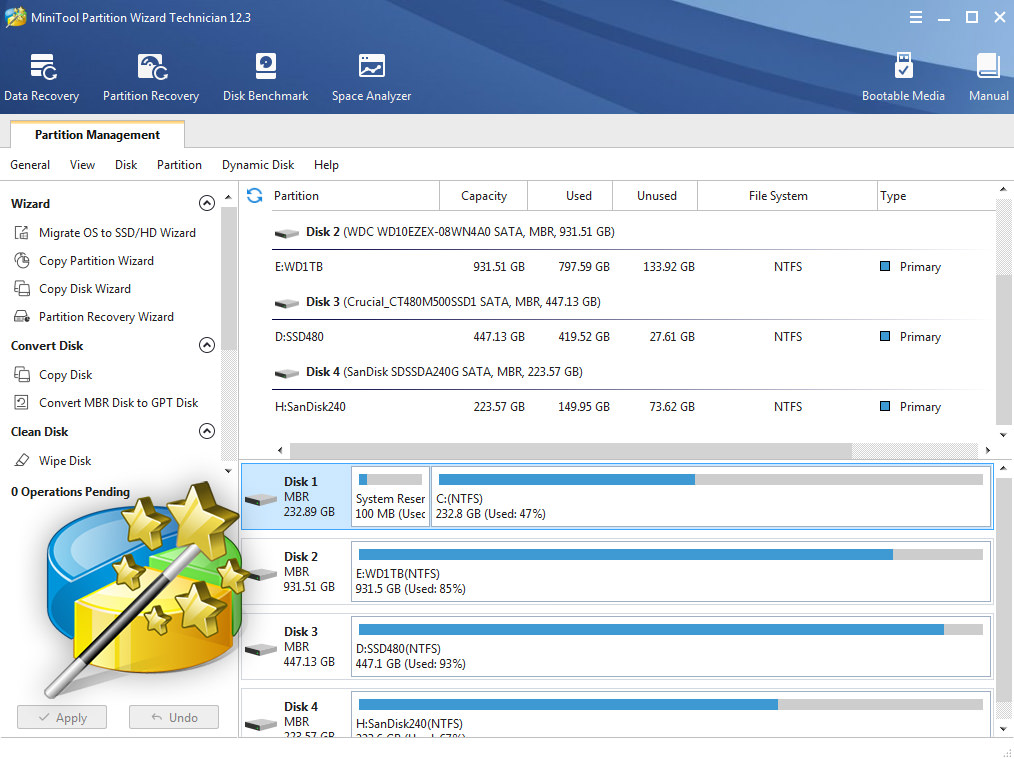 MiniTool Partition Wizard Technician 12.3
Data Recovery
Partition Recovery
Disk Benchmark
Space Analyzer
Bootable Media
Manual
Partition Management
General View Disk Partition Dynamic Disk Help
Wizard
Migrate OS to SSD/HD Wizard
Copy Partition Wizard
Copy Disk Wizard
Partition Recovery Wizard
Convert Disk
Copy Disk
Convert MBR Disk to GPT Disk
Clean Disk
Wipe Disk
0 Operations Pending
Apply
Undo
Partition Capacity Used Unused File System Type
Disk 2 (WDC WD10EZEX-08WN4A0 SATA, MBR, 931.51 GB)
E:WD1TB 931.51 GB 797.59 GB 133.92 GB NTFS Primary
Disk 3 (Crucial_CT480M500SSD1 SATA, MBR, 447.13 GB)
D:SSD480 447.13 GB 419.52 GB 27.61 GB NTFS Primary
Disk 4 (SanDisk SDSSDA240G SATA, MBR, 223.57 GB)
H:SanDisk240 223.57 GB 149.95 GB 73.62 GB NTFS Primary
Disk 1
MBR
232.89 GB
System Reser
100 MB (Usec
C:(NTFS)
232.8 GB (Used: 47%)
Disk 2
MBR
931.51 GB
E:WD1TB(NTFS)
931.5 GB (Used: 85%)
Disk 3
MBR
447.13 GB
D:SSD480(NTFS)
447.1 GB (Used: 93%)
Disk 4
MBR
223.57 GB
H:SanDisk240(NTFS)
223.6 GB (Used: 67%)